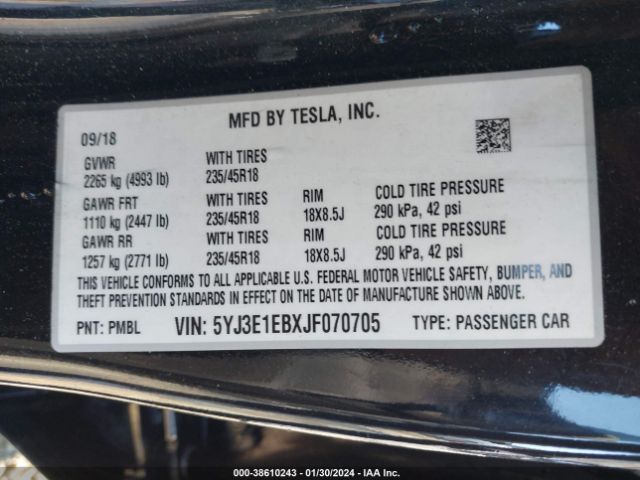 MFD BY TESLA, INC.
09/18
GVWR WITH TIRES
2265 kg (4993 lb) 235/45R18
GAWR FRT WITH TIRES RIM COLD TIRE PRESSURE
1110 kg (2447 lb) 235/45R18 18X8.5J 290 kPa, 42 psi
GAWR RR WITH TIRES RIM COLD TIRE PRESSURE
1257 kg (2771 lb) 235/45R18 18X8.5J 290 kPa, 42 psi
THIS VEHICLE CONFORMS TO ALL APPLICABLE U.S. FEDERAL MOTOR VEHICLE SAFETY, BUMPER, AND
THEFT PREVENTION STANDARDS IN EFFECT ON THE DATE OF MANUFACTURE SHOWN ABOVE.
PNT: PMBL VIN: 5YJ3E1EBXJF070705 TYPE: PASSENGER CAR
000-38610243 - 01/30/2024 - IAA Inc.